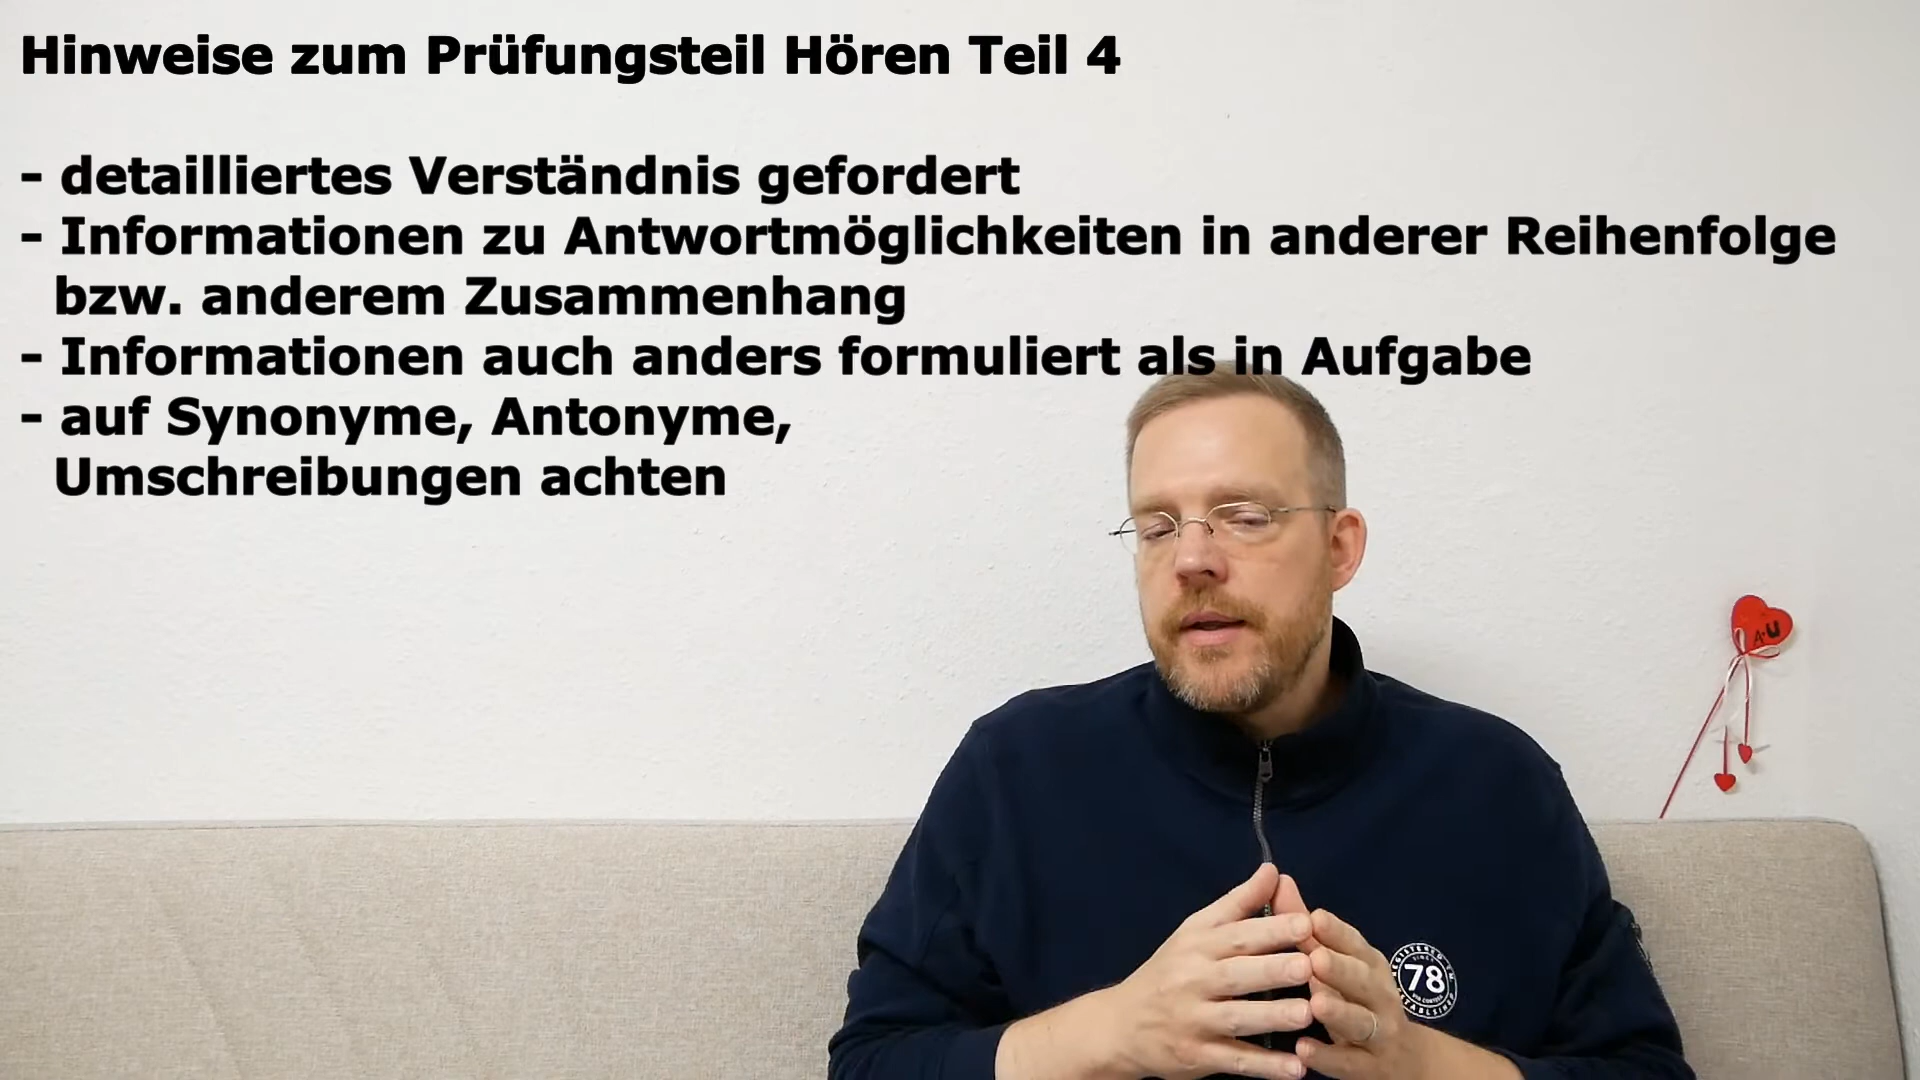 Hinweise zum Prüfungsteil Hören Teil 4
- detailliertes Verständnis gefordert
- Informationen zu Antwortmöglichkeiten in anderer Reihenfolge
bzw. anderem Zusammenhang
- Informationen auch anders formuliert als in Aufgabe
- auf Synonyme, Antonyme,
Umschreibungen achten
A+U
78